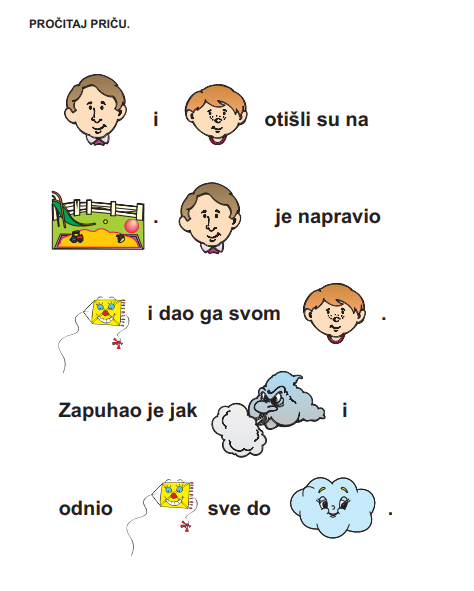 PROČITAJ PRIČU.
i otišli su na
. je napravio
i dao ga svom .
Zapuhao je jak i
odnio sve do .